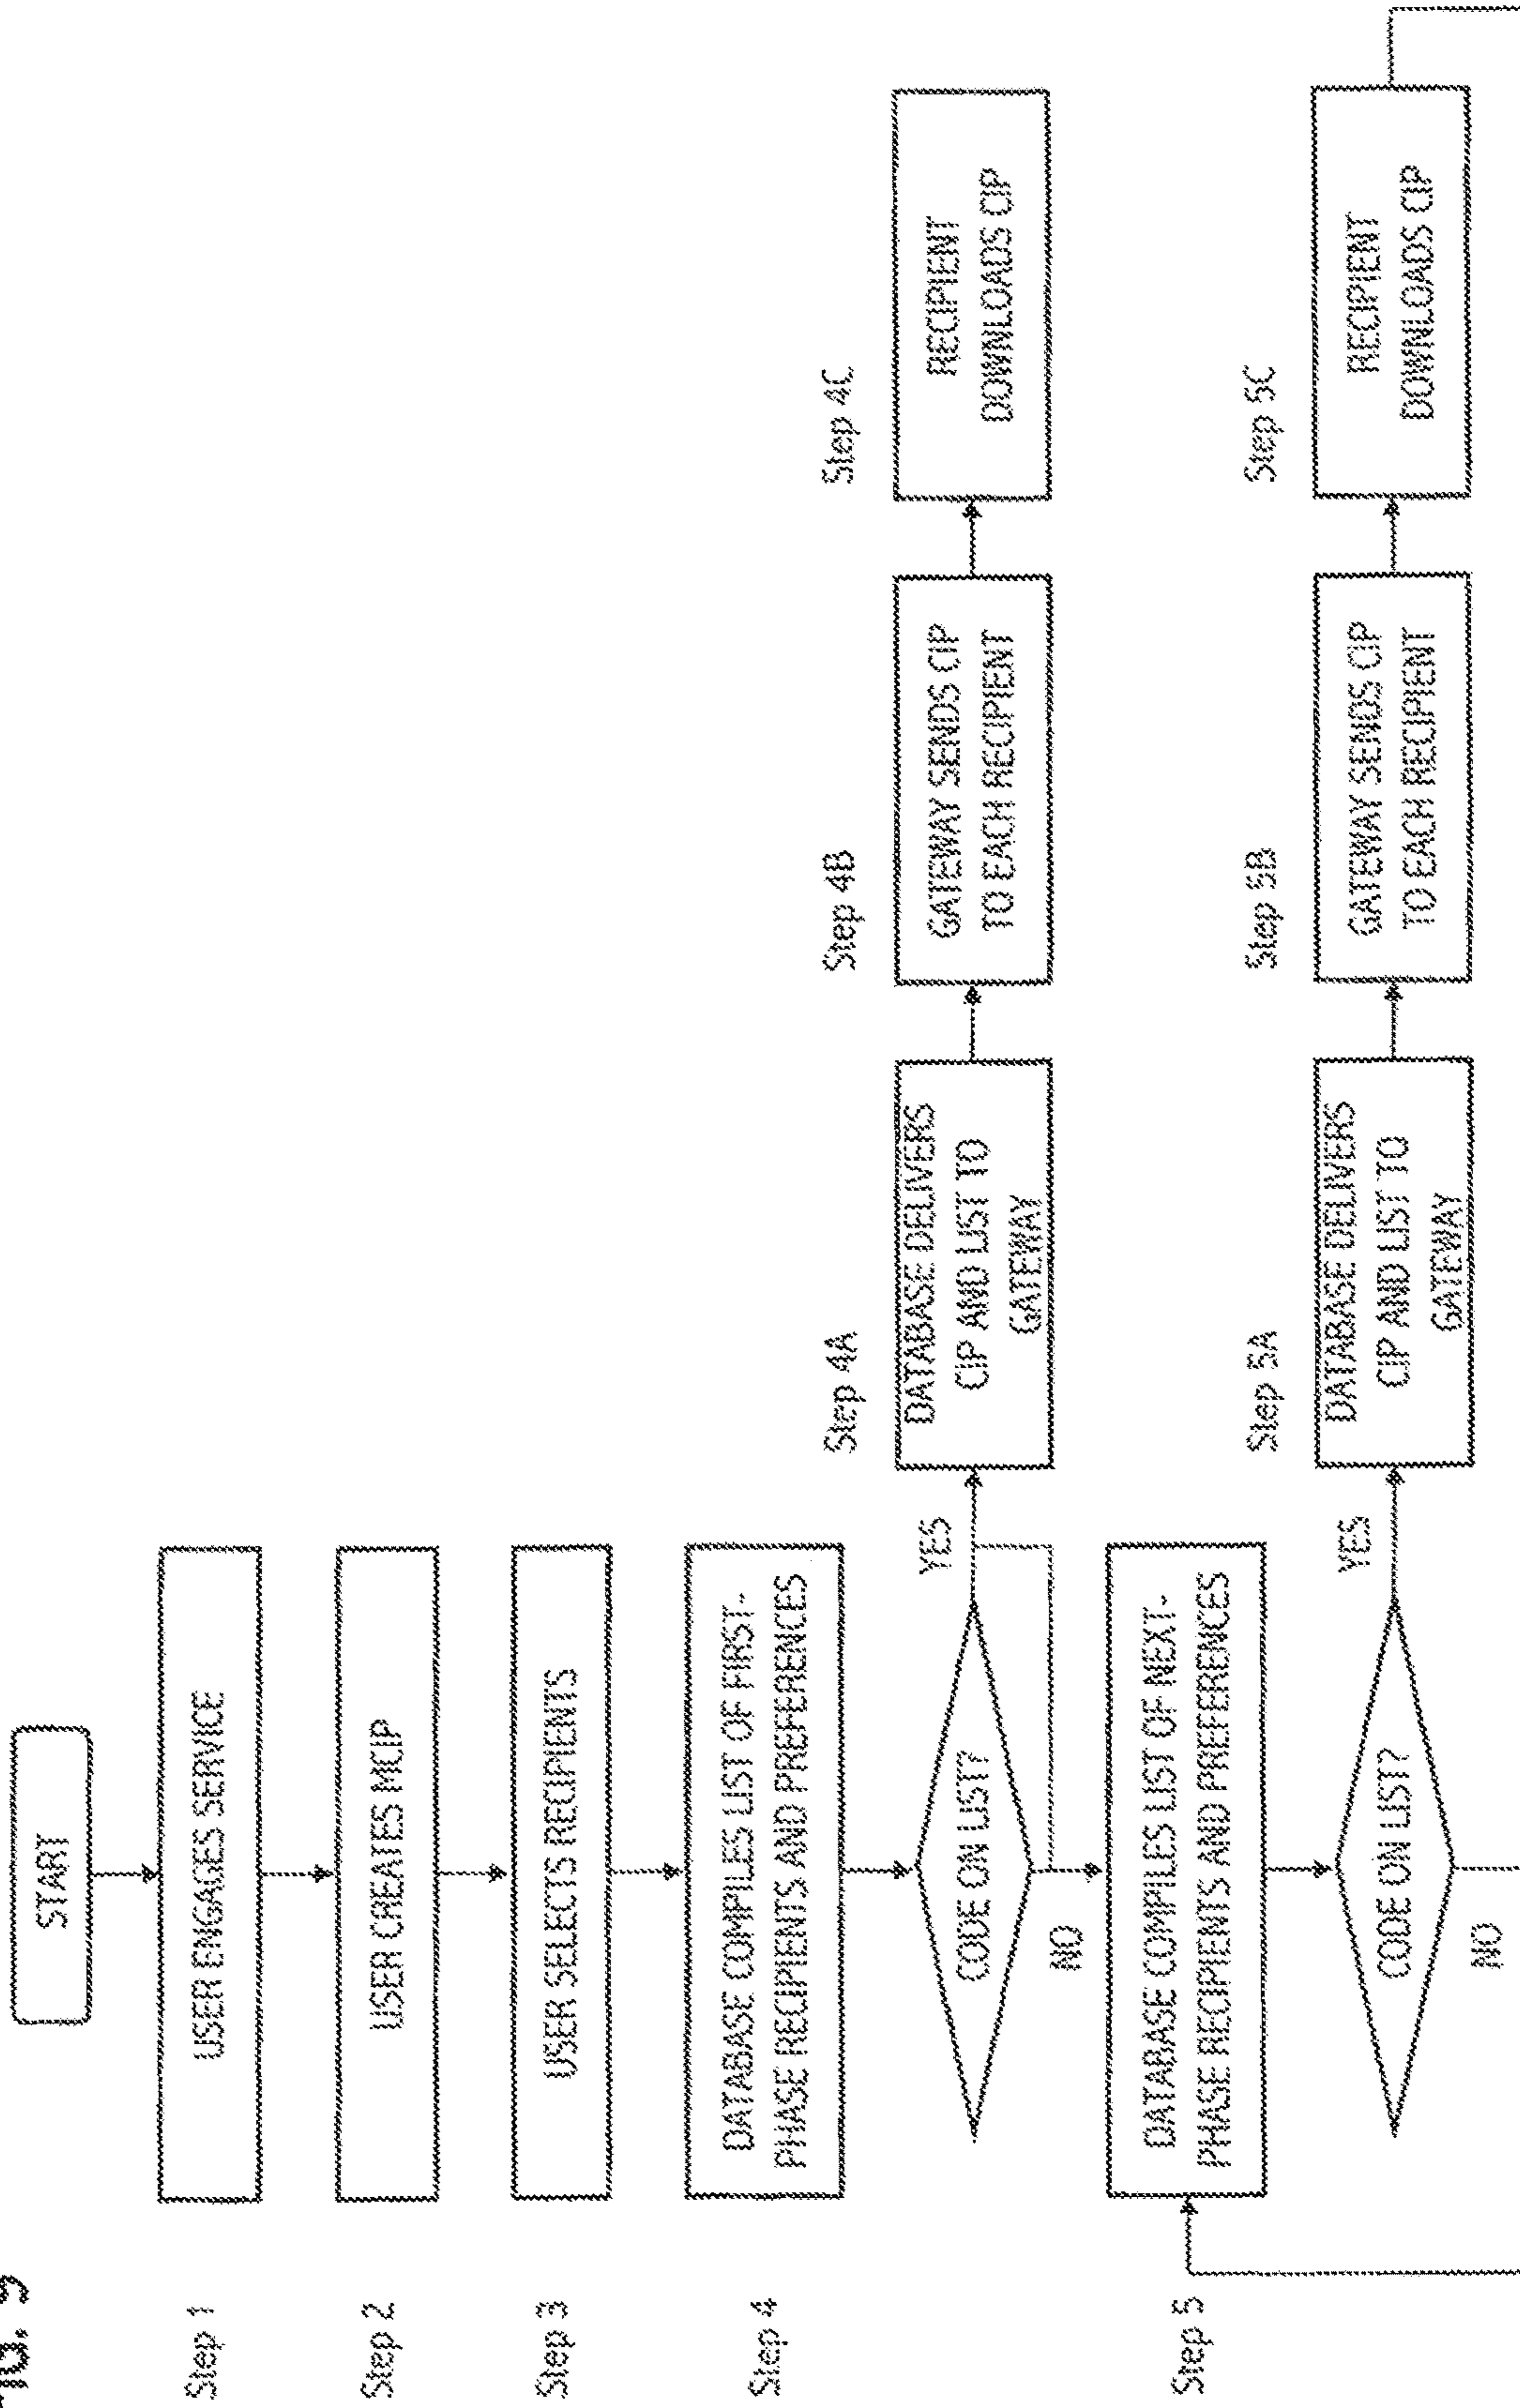 FIG. 9
START
Step 1
USER ENGAGES SERVICE
Step 2
USER CREATES MCIP
Step 3
USER SELECTS RECIPIENTS
Step 4
DATABASE COMPILES LIST OF FIRST-
PHASE RECIPIENTS AND PREFERENCES
CODE ON LIST?
YES
NO
Step 4A
DATABASE DELIVERS
CIP AND LIST TO
GATEWAY
Step 4B
GATEWAY SENDS CIP
TO EACH RECIPIENT
Step 4C
RECIPIENT
DOWNLOADS CIP
Step 5
DATABASE COMPILES LIST OF NEXT-
PHASE RECIPIENTS AND PREFERENCES
CODE ON LIST?
YES
NO
Step 5A
DATABASE DELIVERS
CIP AND LIST TO
GATEWAY
Step 5B
GATEWAY SENDS CIP
TO EACH RECIPIENT
Step 5C
RECIPIENT
DOWNLOADS CIP